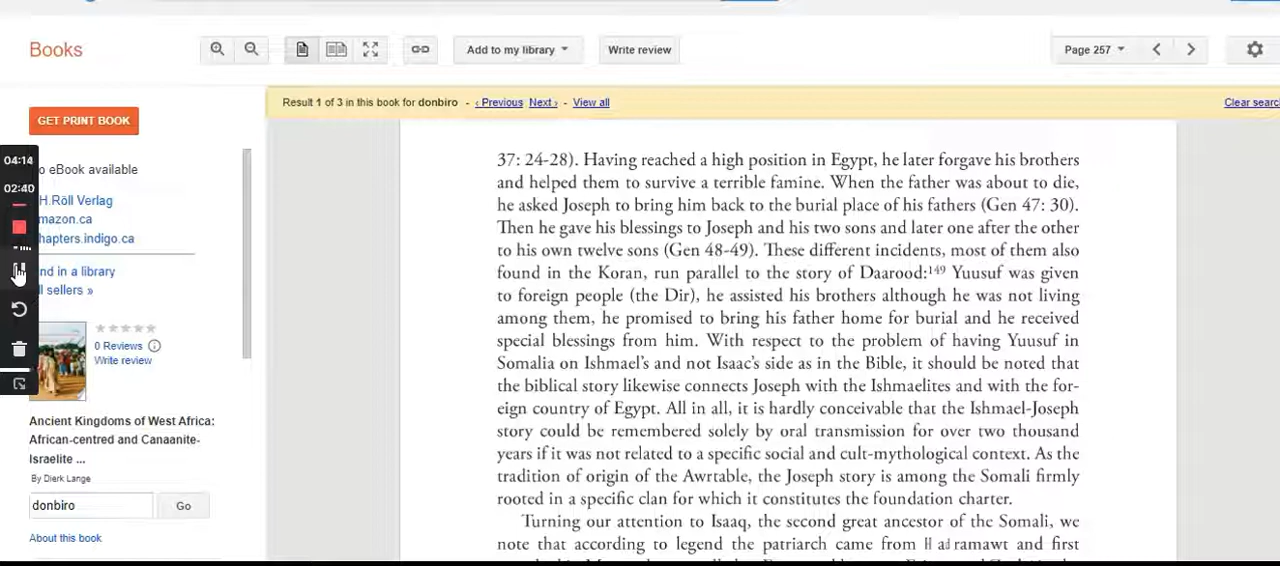 Books
Add to my library
Write review
Page 257
Result 1 of 3 in this book for donbiro - ‹ Previous Next › - View all
Clear searc
GET PRINT BOOK
04:14
o eBook available
02:40
H.Röll Verlag
mazon.ca
hapters.indigo.ca
nd in a library
ll sellers »
0 Reviews
Write review
Ancient Kingdoms of West Africa:
African-centred and Canaanite-
Israelite ...
By Dierk Lange
donbiro
Go
About this book
37: 24-28). Having reached a high position in Egypt, he later forgave his brothers
and helped them to survive a terrible famine. When the father was about to die,
he asked Joseph to bring him back to the burial place of his fathers (Gen 47: 30).
Then he gave his blessings to Joseph and his two sons and later one after the other
to his own twelve sons (Gen 48-49). These different incidents, most of them also
found in the Koran, run parallel to the story of Daarood:¹⁴⁹ Yuusuf was given
to foreign people (the Dir), he assisted his brothers although he was not living
among them, he promised to bring his father home for burial and he received
special blessings from him. With respect to the problem of having Yuusuf in
Somalia on Ishmael's and not Isaac's side as in the Bible, it should be noted that
the biblical story likewise connects Joseph with the Ishmaelites and with the for-
eign country of Egypt. All in all, it is hardly conceivable that the Ishmael-Joseph
story could be remembered solely by oral transmission for over two thousand
years if it was not related to a specific social and cult-mythological context. As the
tradition of origin of the Awrtable, the Joseph story is among the Somali firmly
rooted in a specific clan for which it constitutes the foundation charter.
Turning our attention to Isaaq, the second great ancestor of the Somali, we
note that according to legend the patriarch came from Hadramawt and first